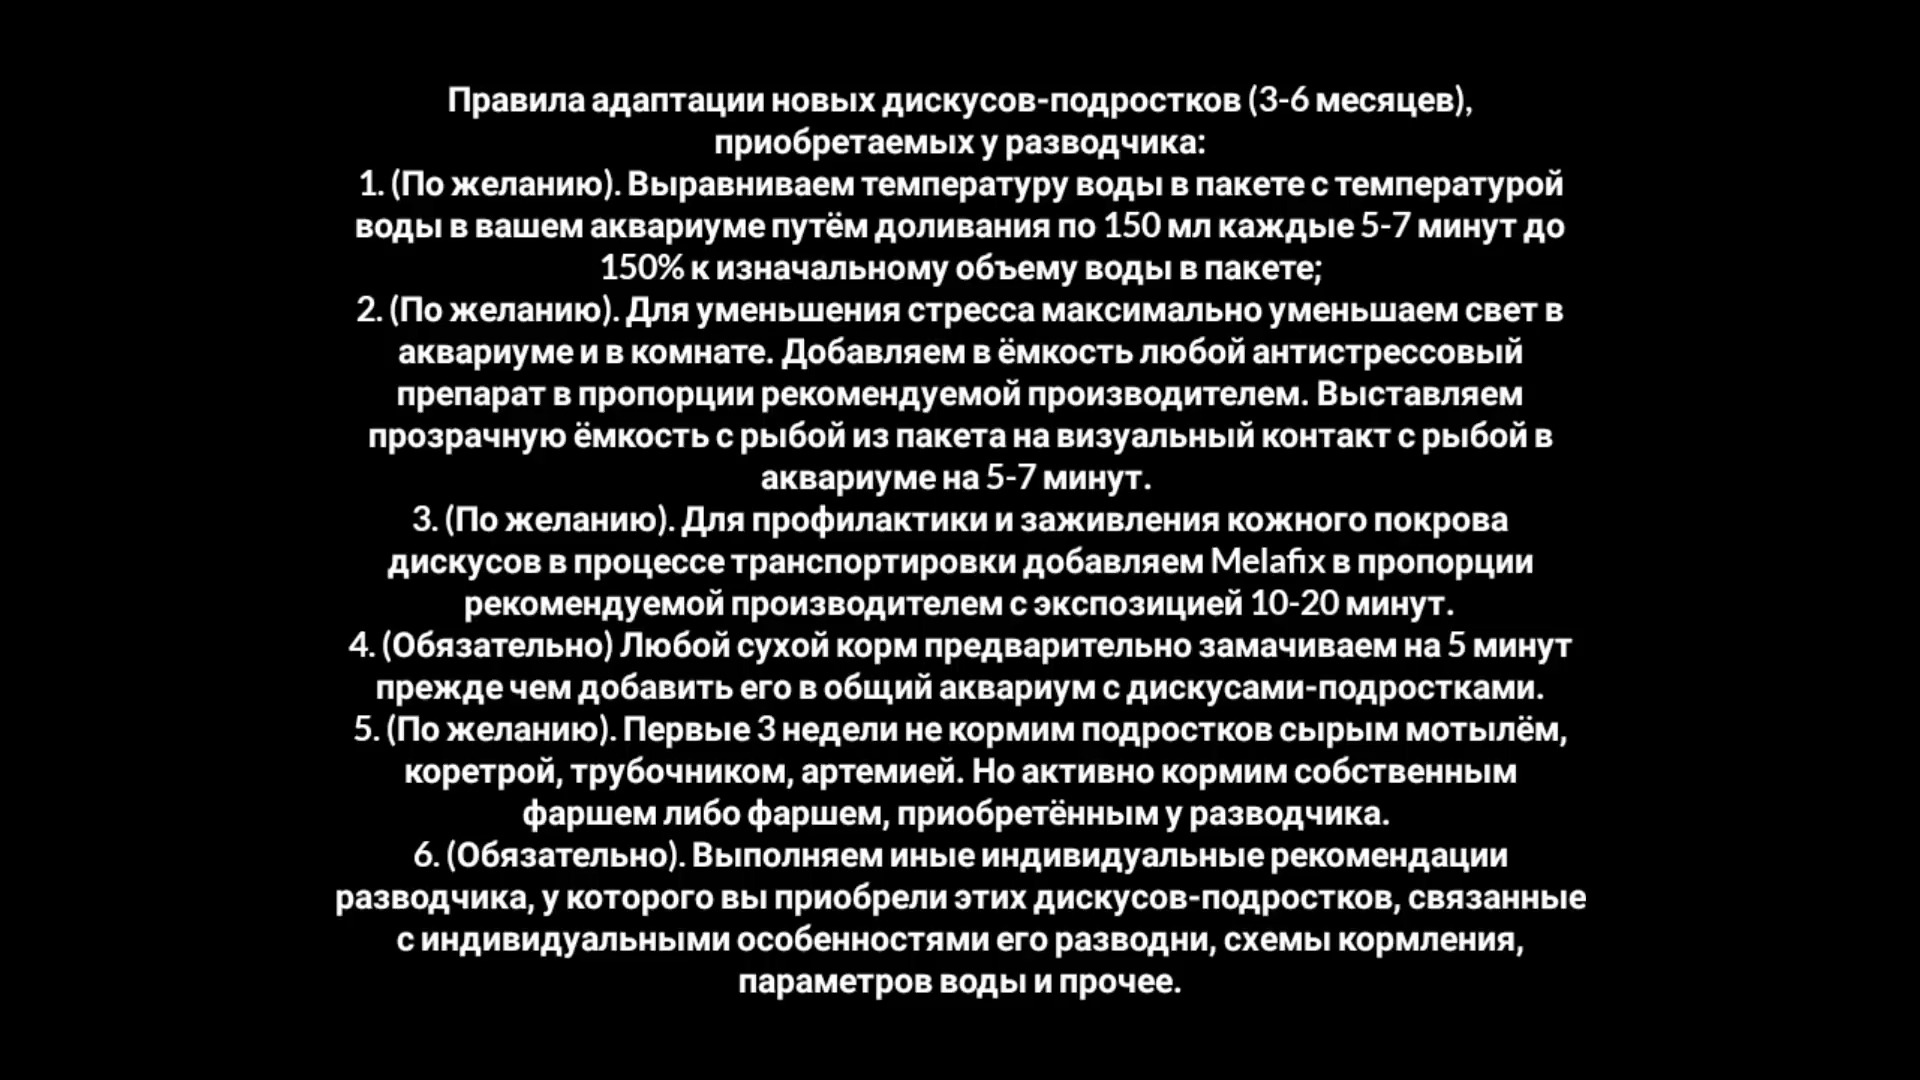 Правила адаптации новых дискусов-подростков (3-6 месяцев),
приобретаемых у разводчика:
1. (По желанию). Выравниваем температуру воды в пакете с температурой
воды в вашем аквариуме путём доливания по 150 мл каждые 5-7 минут до
150% к изначальному объему воды в пакете;
2. (По желанию). Для уменьшения стресса максимально уменьшаем свет в
аквариуме и в комнате. Добавляем в ёмкость любой антистрессовый
препарат в пропорции рекомендуемой производителем. Выставляем
прозрачную ёмкость с рыбой из пакета на визуальный контакт с рыбой в
аквариуме на 5-7 минут.
3. (По желанию). Для профилактики и заживления кожного покрова
дискусов в процессе транспортировки добавляем Melafix в пропорции
рекомендуемой производителем с экспозицией 10-20 минут.
4. (Обязательно) Любой сухой корм предварительно замачиваем на 5 минут
прежде чем добавить его в общий аквариум с дискусами-подростками.
5. (По желанию). Первые 3 недели не кормим подростков сырым мотылём,
коретрой, трубочником, артемией. Но активно кормим собственным
фаршем либо фаршем, приобретённым у разводчика.
6. (Обязательно). Выполняем иные индивидуальные рекомендации
разводчика, у которого вы приобрели этих дискусов-подростков, связанные
с индивидуальными особенностями его разводни, схемы кормления,
параметров воды и прочее.